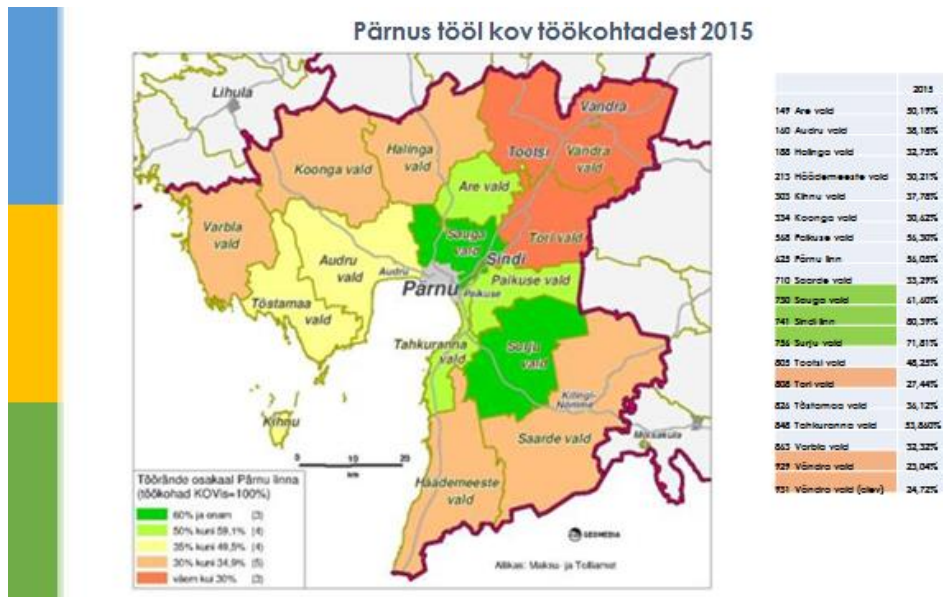 Pärnus tööl kov töökohtadest 2015
Lihula
Vändra
Halinga
vald
Tootsi
Vändra
vald
Koonga vald
Are vald
Varbla
vald
Sauga
vald
Tori vald
Audru
vald
Sindi
Audru
Pärnu
Paikuse vald
Paikuse
Tõstamaa
vald
Tahkuranna
vald
Surju
vald
Kilingi-
Nõmme
Kihnu
Saarde vald
Mõisaküla
0 10 20
km
Häädemeeste
vald
Töörände osakaal Pärnu linna
(töökohad KOVis=100%)
60% ja enam (3)
50% kuni 59,1% (4)
35% kuni 49,5% (4)
30% kuni 34,9% (5)
vähem kui 30% (3)
GEOMEDIA
Allikas: Maksu- ja Tolliamet
2015
149 Are vald 50,19%
160 Audru vald 38,18%
188 Halinga vald 32,75%
213 Häädemeeste vald 30,21%
303 Kihnu vald 37,78%
334 Koonga vald 30,62%
568 Paikuse vald 56,30%
625 Pärnu linn 56,05%
710 Saarde vald 33,29%
730 Sauga vald 61,60%
741 Sindi linn 80,39%
756 Surju vald 71,81%
805 Tootsi vald 48,25%
808 Tori vald 27,44%
826 Tõstamaa vald 36,12%
848 Tahkuranna vald 53,860%
863 Varbla vald 32,32%
929 Vändra vald 23,04%
931 Vändra vald (alev) 24,72%